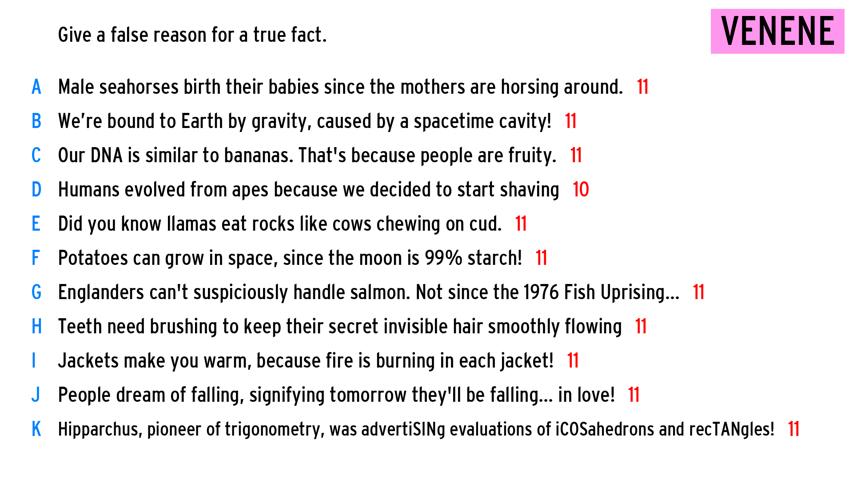 Give a false reason for a true fact.
VENENE
A Male seahorses birth their babies since the mothers are horsing around. 11
B We're bound to Earth by gravity, caused by a spacetime cavity! 11
C Our DNA is similar to bananas. That's because people are fruity. 11
D Humans evolved from apes because we decided to start shaving 10
E Did you know llamas eat rocks like cows chewing on cud. 11
F Potatoes can grow in space, since the moon is 99% starch! 11
G Englanders can't suspiciously handle salmon. Not since the 1976 Fish Uprising... 11
H Teeth need brushing to keep their secret invisible hair smoothly flowing 11
I Jackets make you warm, because fire is burning in each jacket! 11
J People dream of falling, signifying tomorrow they'll be falling... in love! 11
K Hipparchus, pioneer of trigonometry, was advertiSINg evaluations of iCOSahedrons and recTANgles! 11